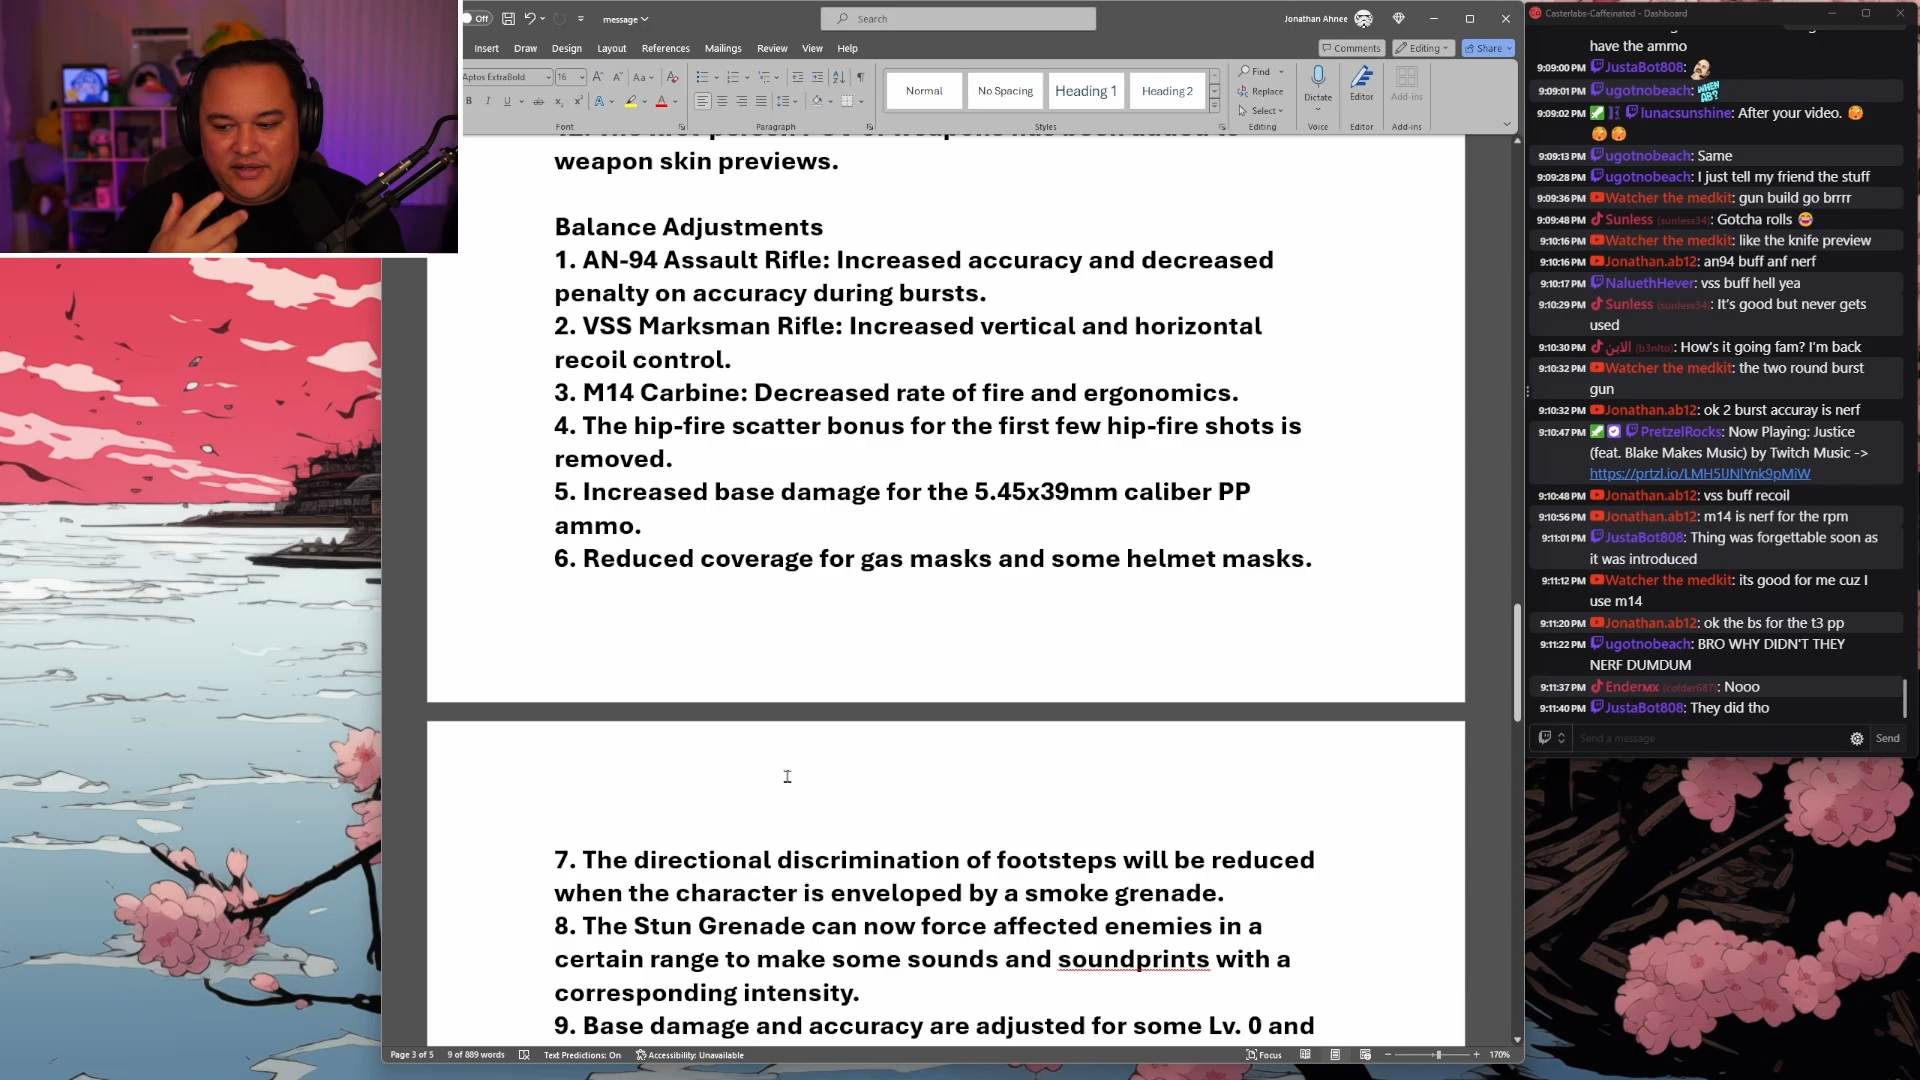 Off
message
Search
Jonathan Ahnee
Insert Draw Design Layout References Mailings Review View Help
Comments Editing Share
Aptos ExtraBold 16
Normal No Spacing Heading 1 Heading 2
Find
Replace
Select
Dictate Editor Add-ins
Font Paragraph Styles Editing Voice Editor Add-ins
weapon skin previews.
Balance Adjustments
1. AN-94 Assault Rifle: Increased accuracy and decreased
penalty on accuracy during bursts.
2. VSS Marksman Rifle: Increased vertical and horizontal
recoil control.
3. M14 Carbine: Decreased rate of fire and ergonomics.
4. The hip-fire scatter bonus for the first few hip-fire shots is
removed.
5. Increased base damage for the 5.45x39mm caliber PP
ammo.
6. Reduced coverage for gas masks and some helmet masks.
7. The directional discrimination of footsteps will be reduced
when the character is enveloped by a smoke grenade.
8. The Stun Grenade can now force affected enemies in a
certain range to make some sounds and soundprints with a
corresponding intensity.
9. Base damage and accuracy are adjusted for some Lv. 0 and
Page 3 of 5 9 of 889 words Text Predictions: On Accessibility: Unavailable Focus 170%
Casterlabs-Caffeinated - Dashboard
have the ammo
9:09:00 PM JustaBot808:
9:09:01 PM ugotnobeach: WHEN AB?
9:09:02 PM lunacsunshine: After your video.
9:09:13 PM ugotnobeach: Same
9:09:28 PM ugotnobeach: I just tell my friend the stuff
9:09:36 PM Watcher the medkit: gun build go brrrr
9:09:48 PM Sunless (sunless34): Gotcha rolls
9:10:16 PM Watcher the medkit: like the knife preview
9:10:16 PM Jonathan.ab12: an94 buff anf nerf
9:10:17 PM NaluethHever: vss buff hell yea
9:10:29 PM Sunless (sunless34): It's good but never gets
used
9:10:30 PM الابن (b3nlto): How's it going fam? I'm back
9:10:32 PM Watcher the medkit: the two round burst
gun
9:10:32 PM Jonathan.ab12: ok 2 burst accuray is nerf
9:10:47 PM PretzelRocks: Now Playing: Justice
(feat. Blake Makes Music) by Twitch Music ->
https://prtzl.io/LMH5lJNlYnk9pMiW
9:10:48 PM Jonathan.ab12: vss buff recoil
9:10:56 PM Jonathan.ab12: m14 is nerf for the rpm
9:11:01 PM JustaBot808: Thing was forgettable soon as
it was introduced
9:11:12 PM Watcher the medkit: its good for me cuz I
use m14
9:11:20 PM Jonathan.ab12: ok the bs for the t3 pp
9:11:22 PM ugotnobeach: BRO WHY DIDN'T THEY
NERF DUMDUM
9:11:37 PM Endermx (colder687): Nooo
9:11:40 PM JustaBot808: They did tho
Send a message
Send